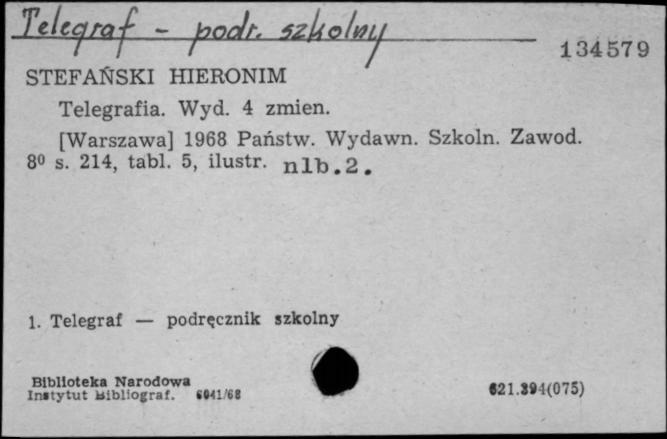 Telegraf - podr. szkolny
134579
STEFAŃSKI HIERONIM
Telegrafia. Wyd. 4 zmien.
[Warszawa] 1968 Państw. Wydawn. Szkoln. Zawod.
8⁰ s. 214, tabl. 5, ilustr. nlb.2.
1. Telegraf — podręcznik szkolny
Biblioteka Narodowa
Instytut Bibliograf. 6041/68
621.394(075)